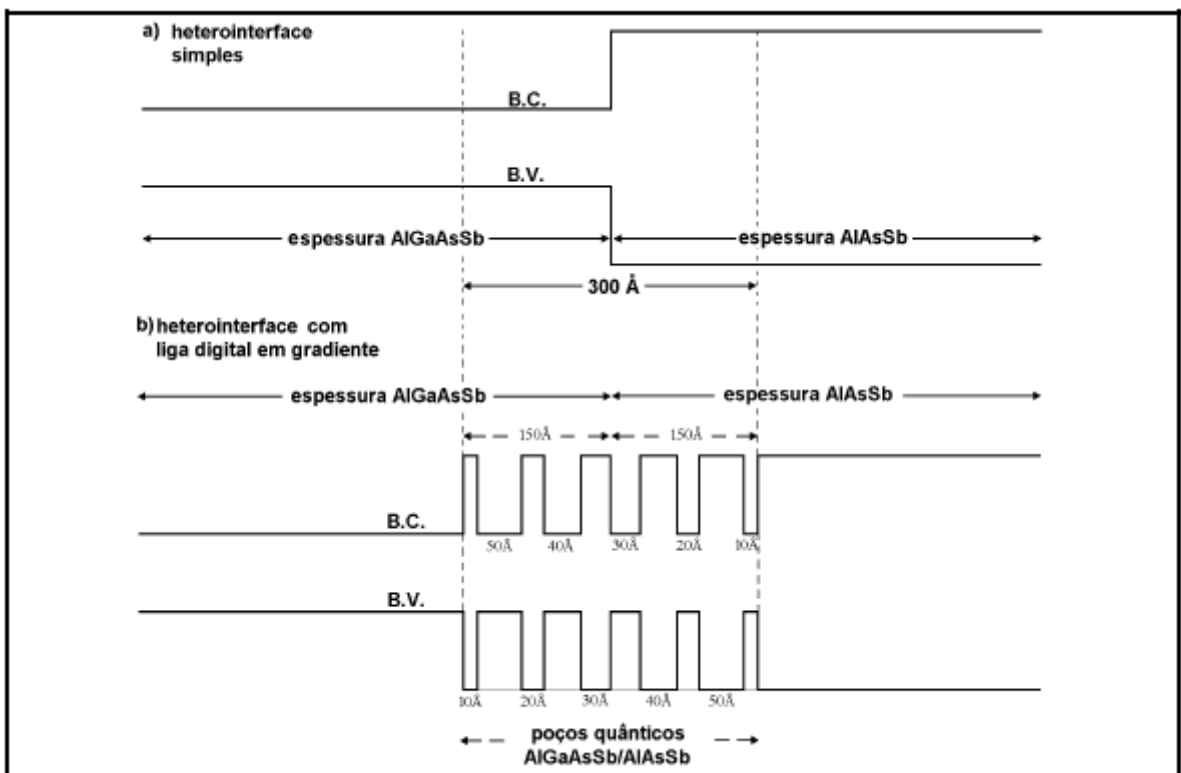 a) heterointerface
simples
B.C.
B.V.
espessura AlGaAsSb
espessura AlAsSb
300 Å
b) heterointerface com
liga digital em gradiente
espessura AlGaAsSb
espessura AlAsSb
150Å
150Å
B.C.
50Å
40Å
30Å
20Å
10Å
B.V.
10Å
20Å
30Å
40Å
50Å
poços quânticos
AlGaAsSb/AlAsSb